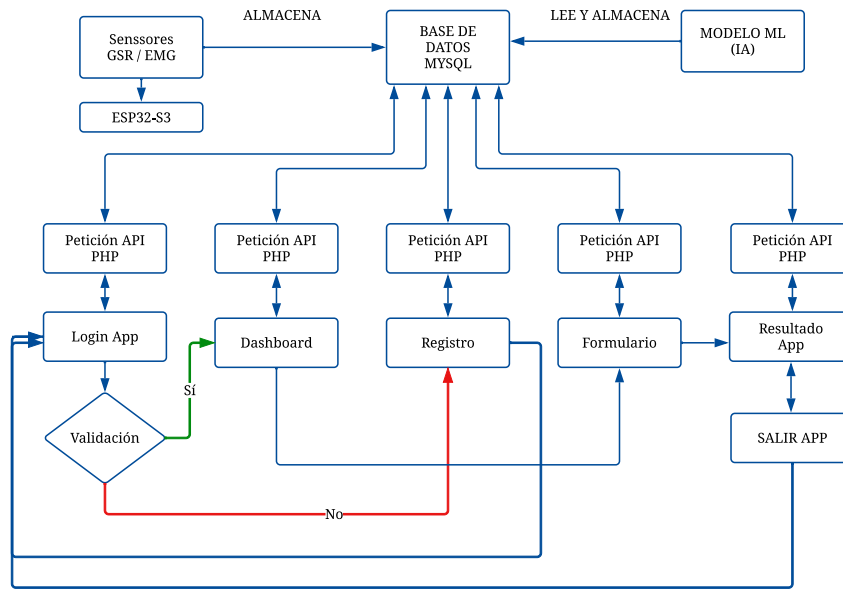 ALMACENA
LEE Y ALMACENA
Senssores
GSR / EMG
BASE DE
DATOS
MYSQL
MODELO ML
(IA)
ESP32-S3
Petición API
PHP
Petición API
PHP
Petición API
PHP
Petición API
PHP
Petición API
PHP
Login App
Dashboard
Registro
Formulario
Resultado
App
Sí
Validación
SALIR APP
No